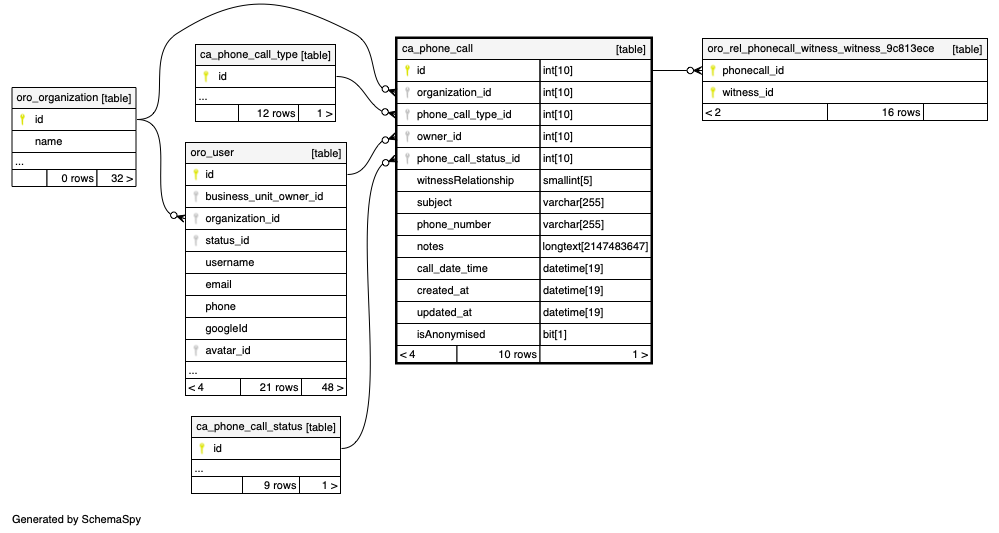 oro_organization [table]
id
name
...
0 rows 32 >
ca_phone_call_type [table]
id
...
12 rows 1 >
oro_user [table]
id
business_unit_owner_id
organization_id
status_id
username
email
phone
googleId
avatar_id
...
< 4 21 rows 48 >
ca_phone_call_status [table]
id
...
9 rows 1 >
ca_phone_call [table]
id int[10]
organization_id int[10]
phone_call_type_id int[10]
owner_id int[10]
phone_call_status_id int[10]
witnessRelationship smallint[5]
subject varchar[255]
phone_number varchar[255]
notes longtext[2147483647]
call_date_time datetime[19]
created_at datetime[19]
updated_at datetime[19]
isAnonymised bit[1]
< 4 10 rows 1 >
oro_rel_phonecall_witness_witness_9c813ece [table]
phonecall_id
witness_id
< 2 16 rows
Generated by SchemaSpy